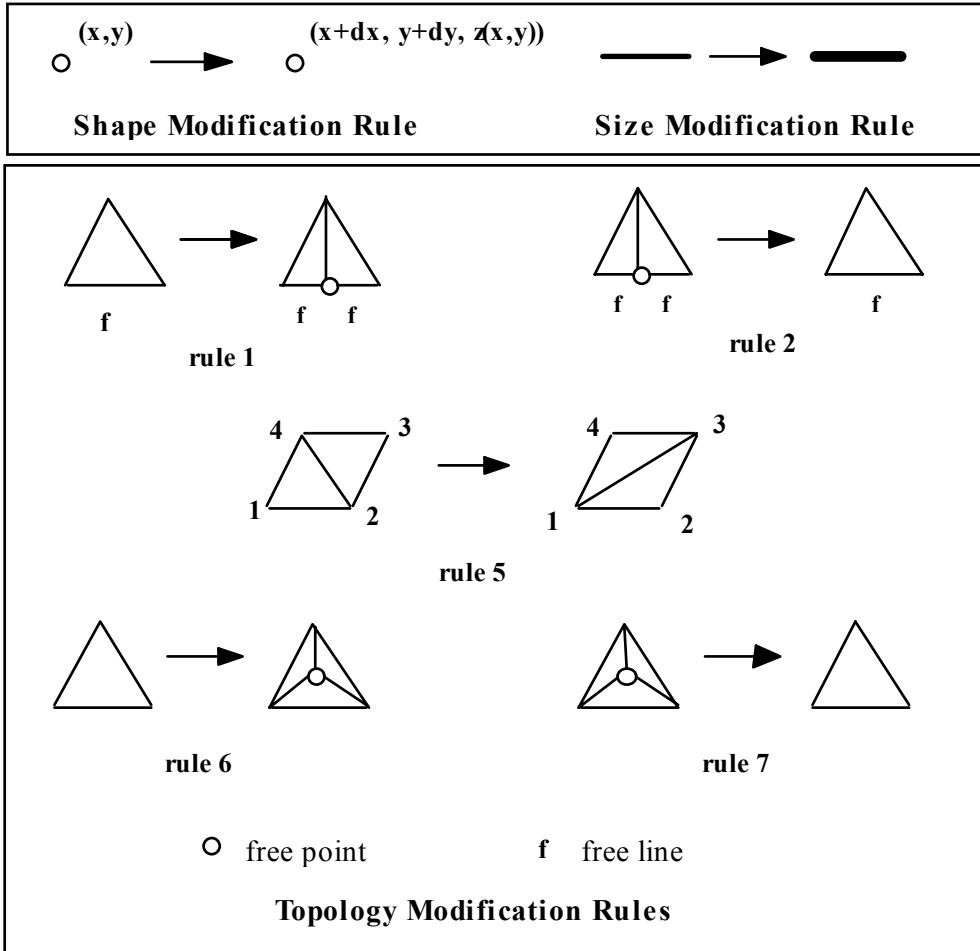 (x,y) (x+dx, y+dy, z(x,y))
Shape Modification Rule Size Modification Rule
f f f f f f
rule 1 rule 2
4 3 4 3
1 2 1 2
rule 5
rule 6 rule 7
free point f free line
Topology Modification Rules